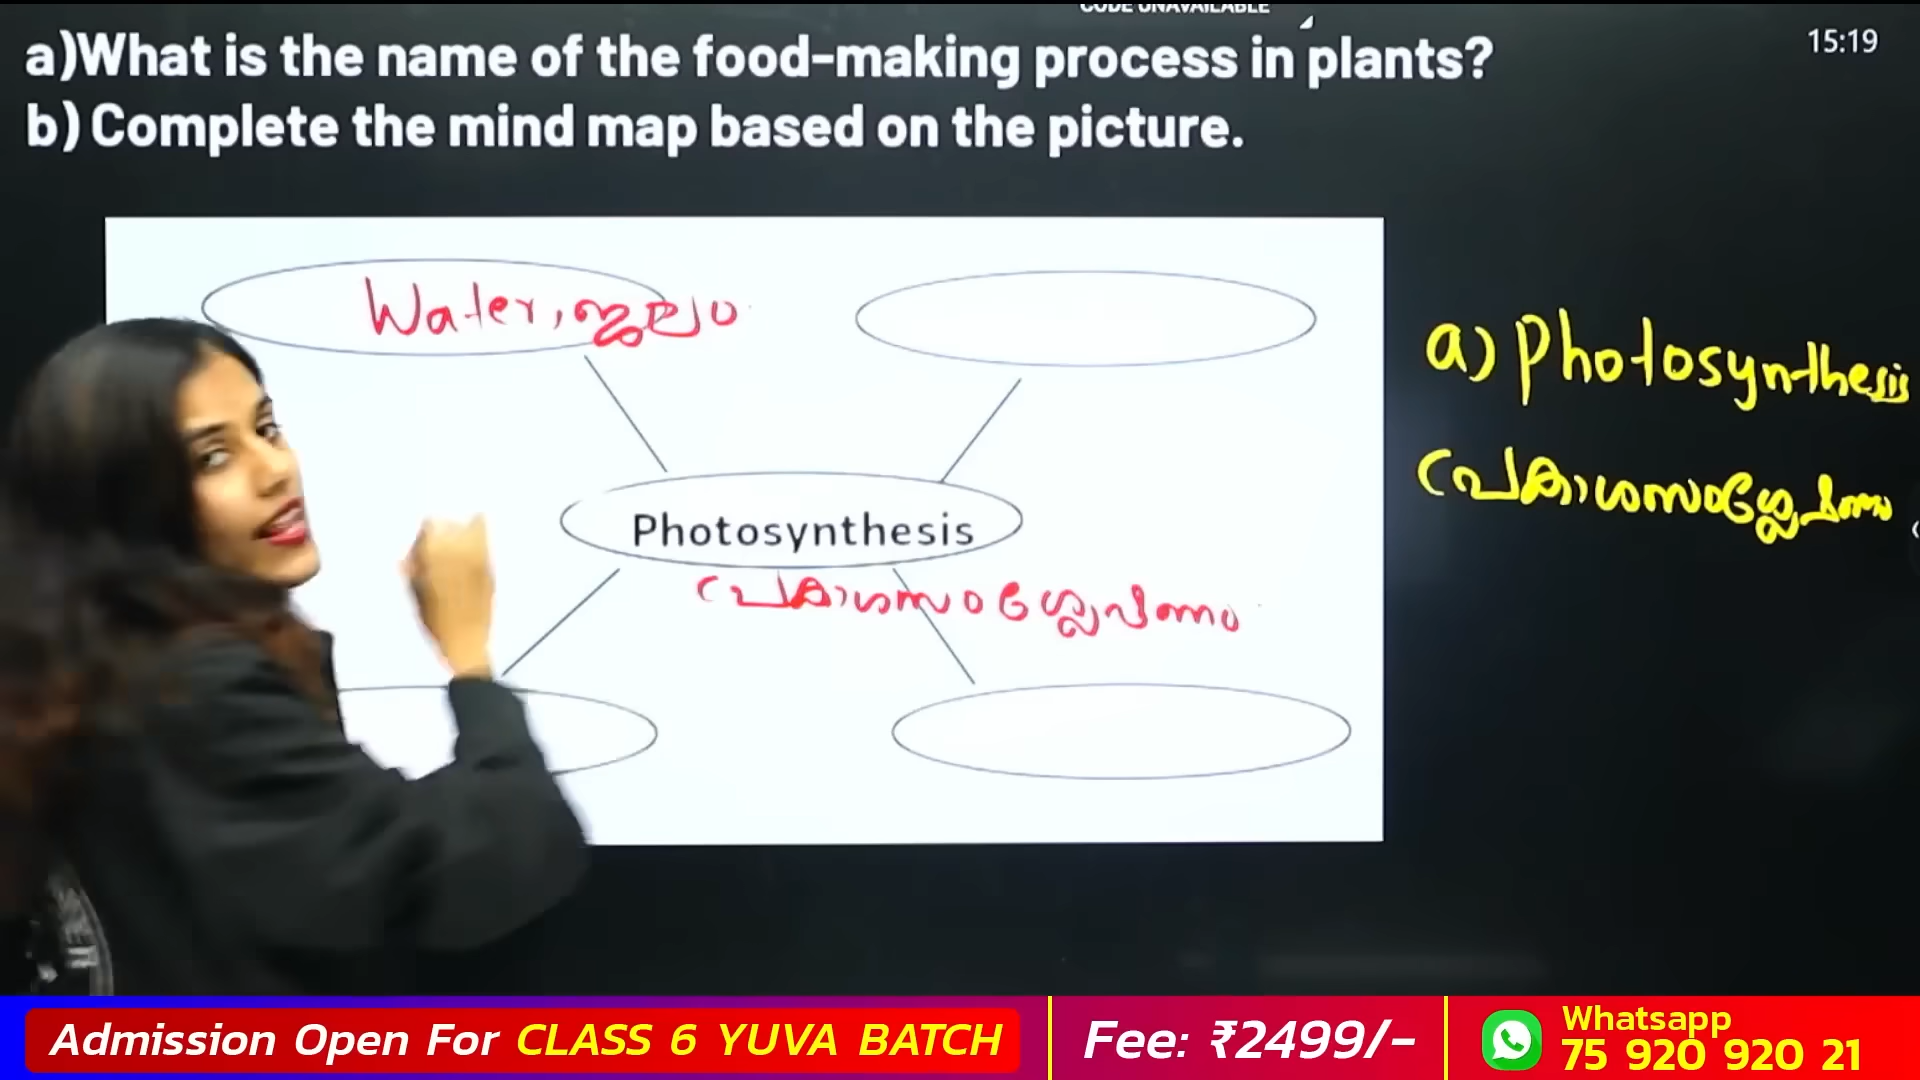 CODE UNAVAILABLE
15:19
a)What is the name of the food-making process in plants?
b) Complete the mind map based on the picture.
Water, ജലം
a) Photosynthesis
പ്രകാശസംശ്ലേഷണം
Photosynthesis
പ്രകാശസംശ്ലേഷണം
Admission Open For CLASS 6 YUVA BATCH
Fee: ₹2499/-
Whatsapp
75 920 920 21